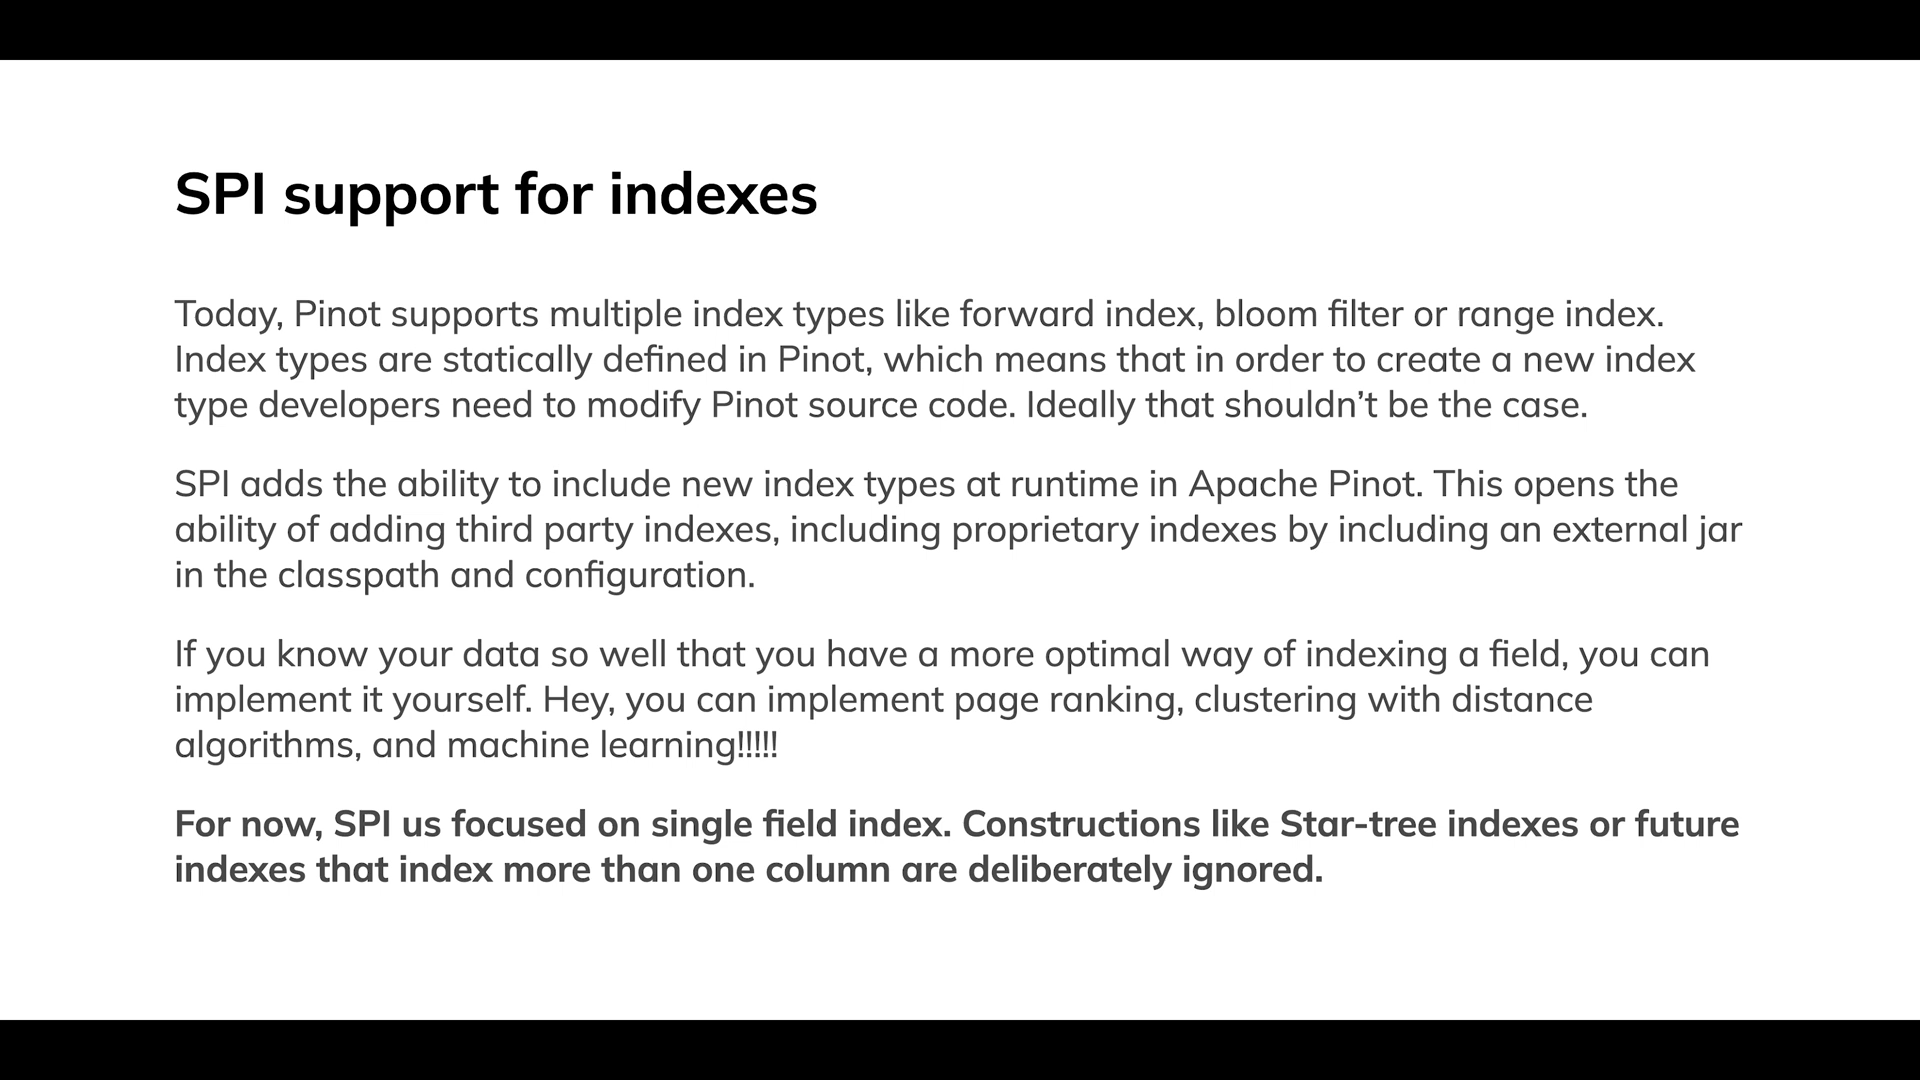 SPI support for indexes
Today, Pinot supports multiple index types like forward index, bloom filter or range index.
Index types are statically defined in Pinot, which means that in order to create a new index
type developers need to modify Pinot source code. Ideally that shouldn’t be the case.
SPI adds the ability to include new index types at runtime in Apache Pinot. This opens the
ability of adding third party indexes, including proprietary indexes by including an external jar
in the classpath and configuration.
If you know your data so well that you have a more optimal way of indexing a field, you can
implement it yourself. Hey, you can implement page ranking, clustering with distance
algorithms, and machine learning!!!!!
For now, SPI us focused on single field index. Constructions like Star-tree indexes or future
indexes that index more than one column are deliberately ignored.